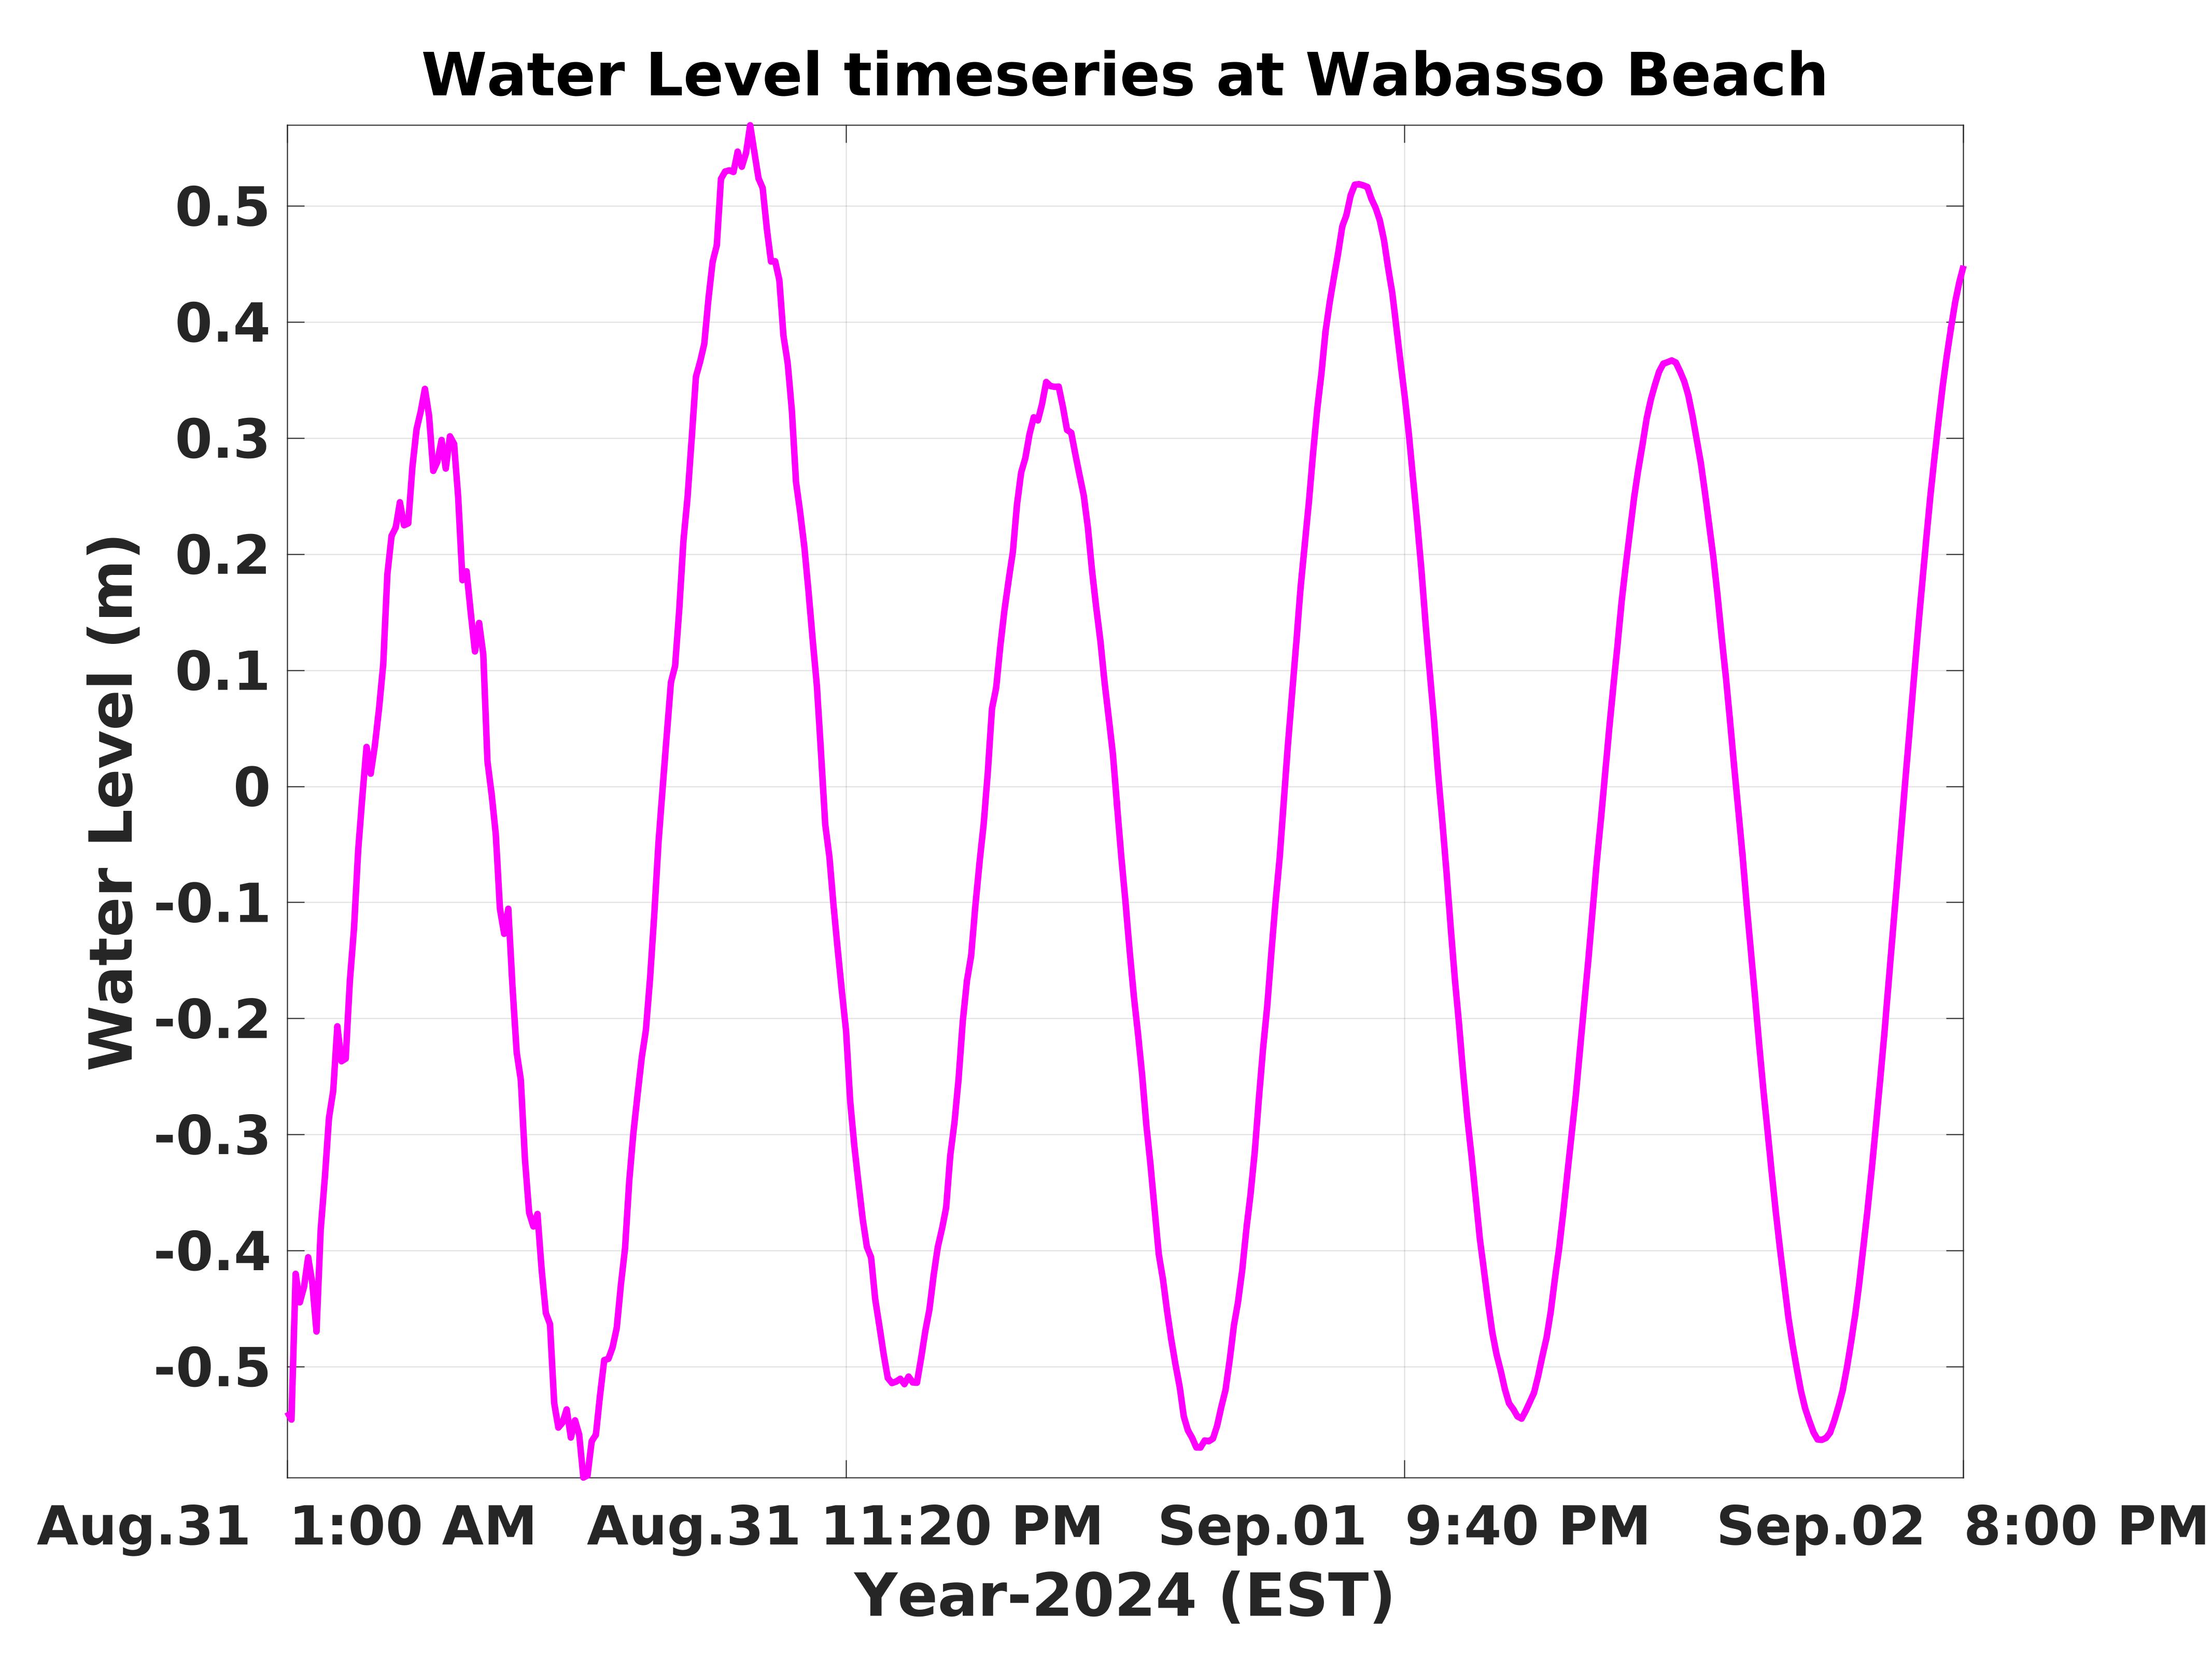 Water Level timeseries at Wabasso Beach
Water Level (m)
0.5
0.4
0.3
0.2
0.1
0
-0.1
-0.2
-0.3
-0.4
-0.5
Aug.31 1:00 AM Aug.31 11:20 PM Sep.01 9:40 PM Sep.02 8:00 PM
Year-2024 (EST)